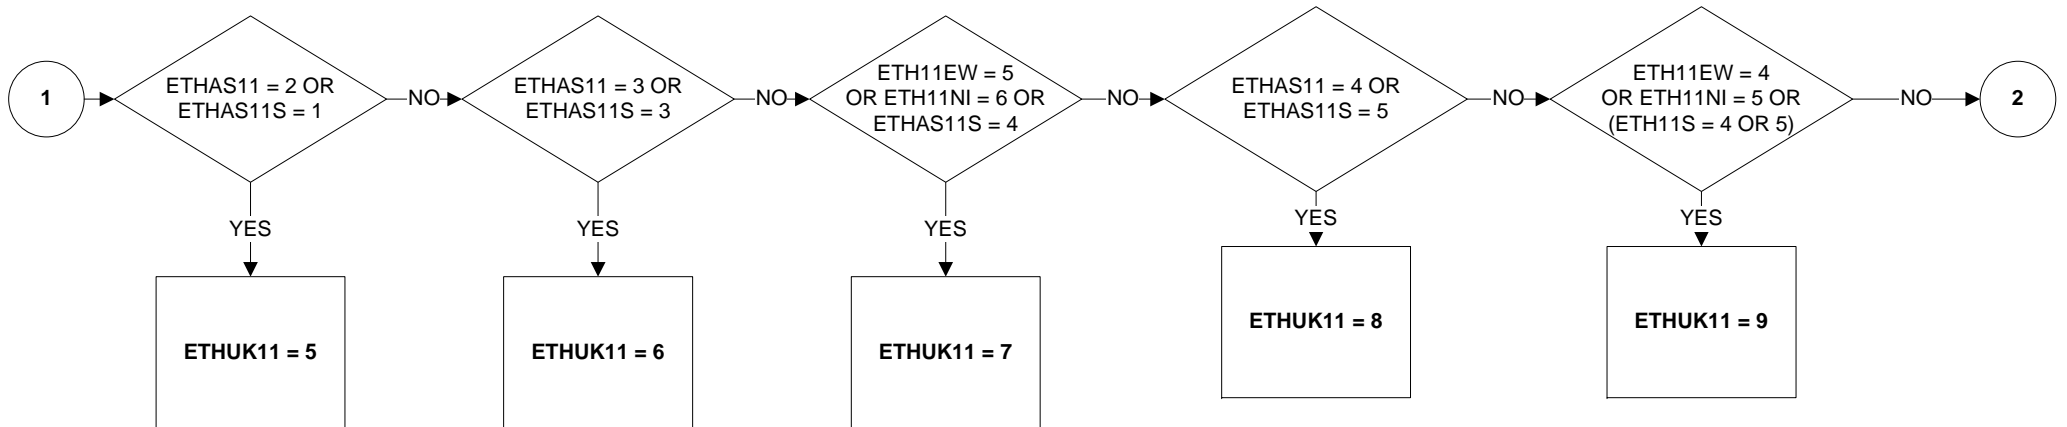 1
ETHAS11 = 2 OR
ETHAS11S = 1
NO
ETHAS11 = 3 OR
ETHAS11S = 3
NO
ETH11EW = 5
OR ETH11NI = 6 OR
ETHAS11S = 4
NO
ETHAS11 = 4 OR
ETHAS11S = 5
NO
ETH11EW = 4
OR ETH11NI = 5 OR
(ETH11S = 4 OR 5)
NO
2
YES
YES
YES
YES
YES
ETHUK11 = 5
ETHUK11 = 6
ETHUK11 = 7
ETHUK11 = 8
ETHUK11 = 9